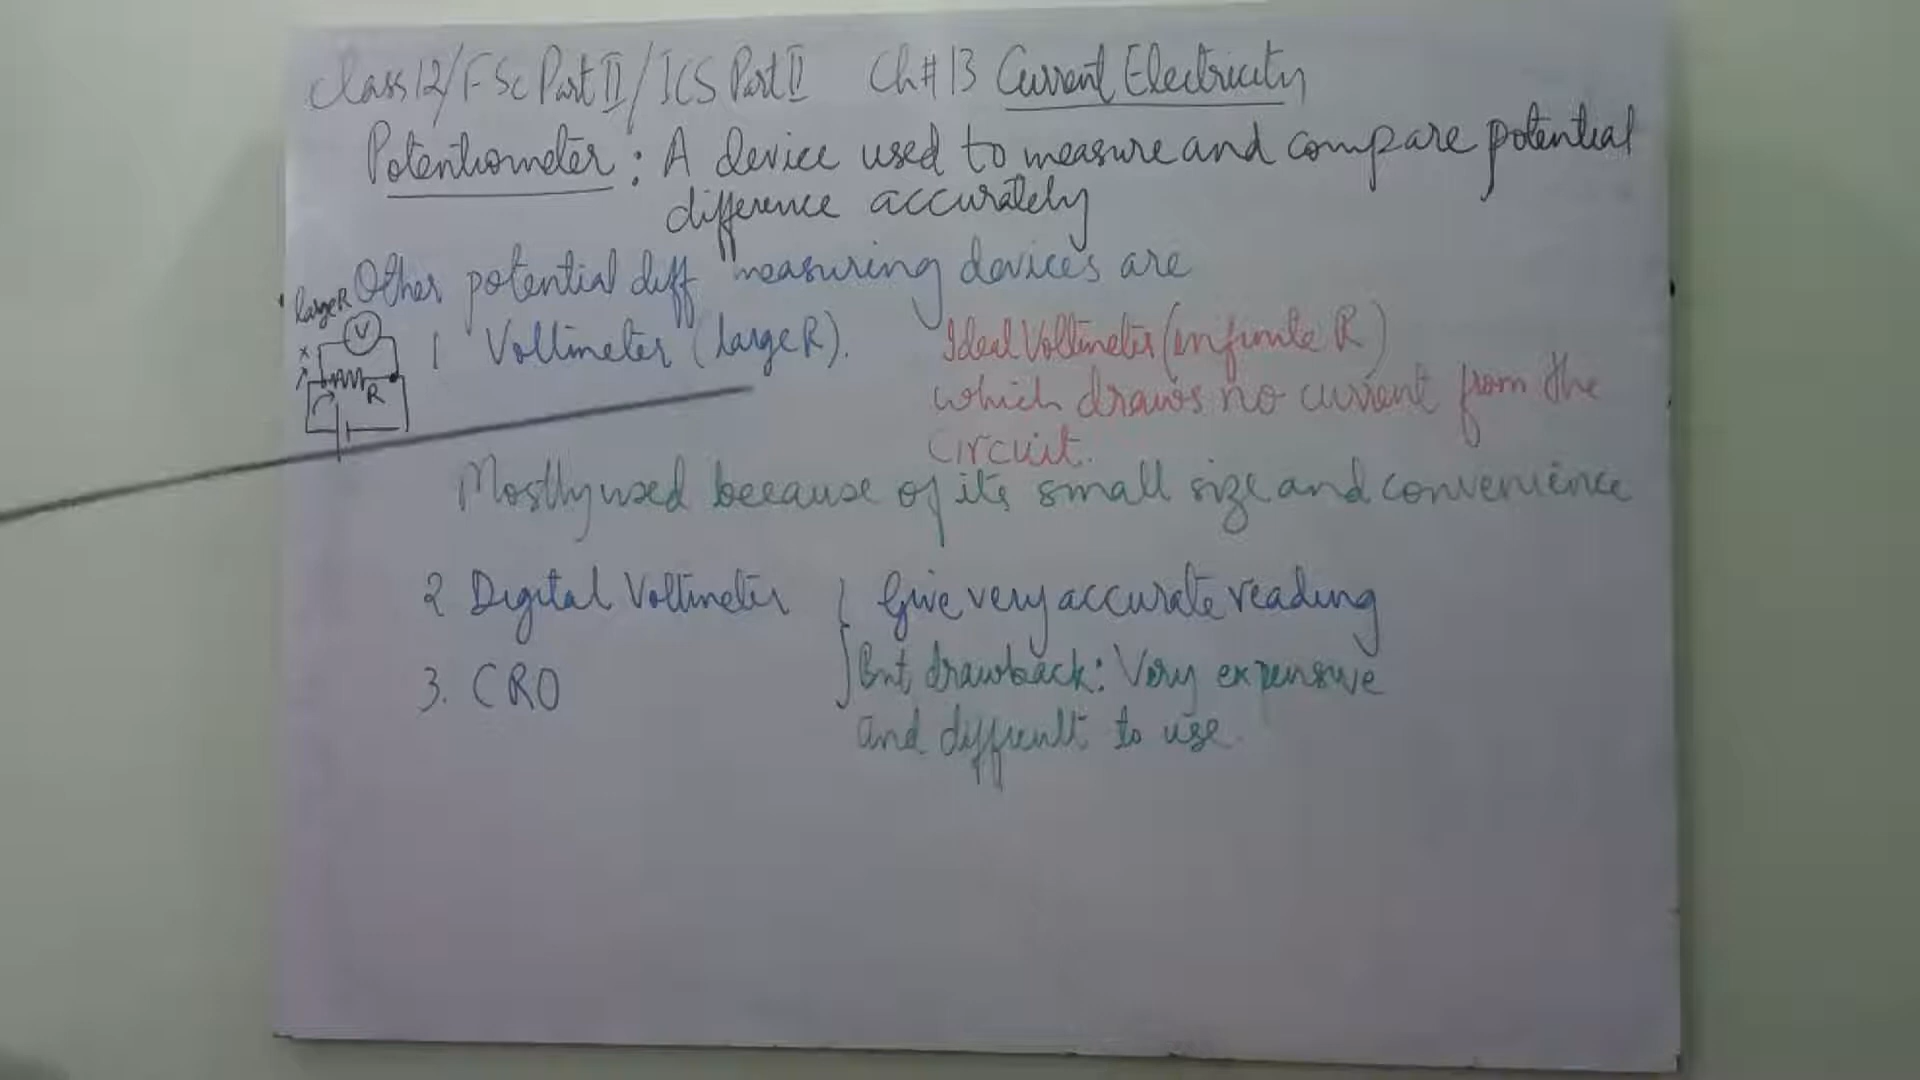 Class 12/FSc Part II/ICS Part II Ch#13 Current Electricity
Potentiometer: A device used to measure and compare potential
difference accurately
Other potential diff measuring devices are
large R
V
R
1 Voltmeter (large R).
Ideal Voltmeter (infinite R)
which draws no current from the
circuit.
Mostly used because of its small size and convenience
2 Digital Voltmeter
Give very accurate reading
3. CRO
But drawback: Very expensive
and difficult to use.